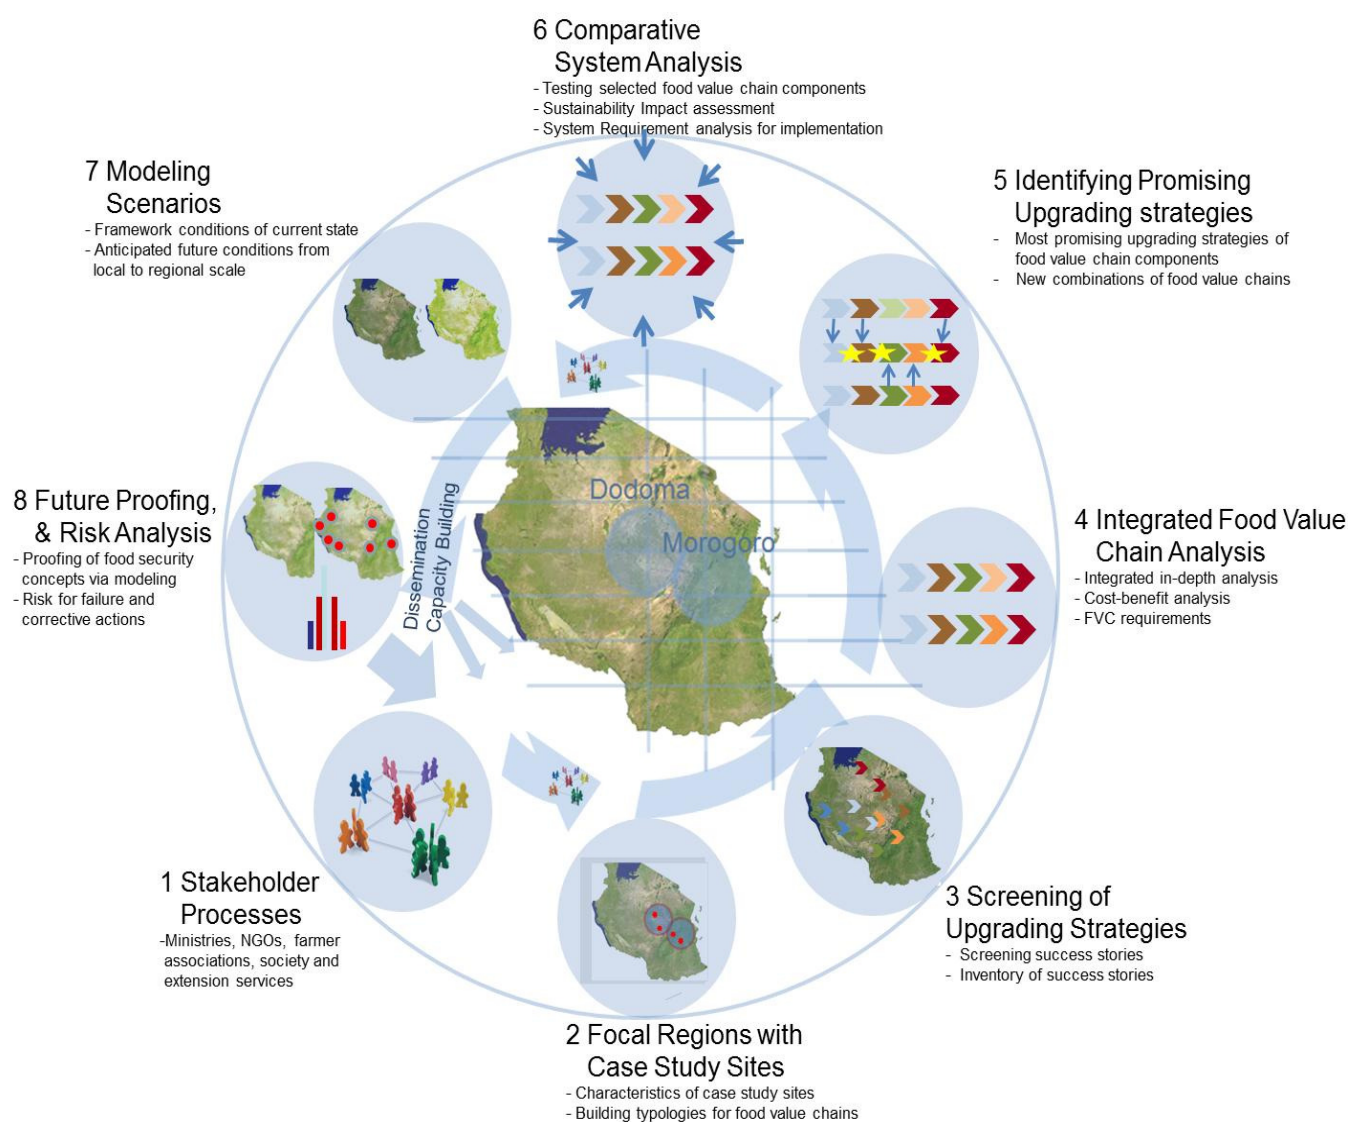 6 Comparative
System Analysis
- Testing selected food value chain components
- Sustainability Impact assessment
- System Requirement analysis for implementation
7 Modeling
Scenarios
- Framework conditions of current state
- Anticipated future conditions from
local to regional scale
5 Identifying Promising
Upgrading strategies
- Most promising upgrading strategies of
food value chain components
- New combinations of food value chains
8 Future Proofing,
& Risk Analysis
- Proofing of food security
concepts via modeling
- Risk for failure and
corrective actions
Dissemination
Capacity Building
Dodoma
Morogoro
4 Integrated Food Value
Chain Analysis
- Integrated in-depth analysis
- Cost-benefit analysis
- FVC requirements
1 Stakeholder
Processes
-Ministries, NGOs, farmer
associations, society and
extension services
3 Screening of
Upgrading Strategies
- Screening success stories
- Inventory of success stories
2 Focal Regions with
Case Study Sites
- Characteristics of case study sites
- Building typologies for food value chains